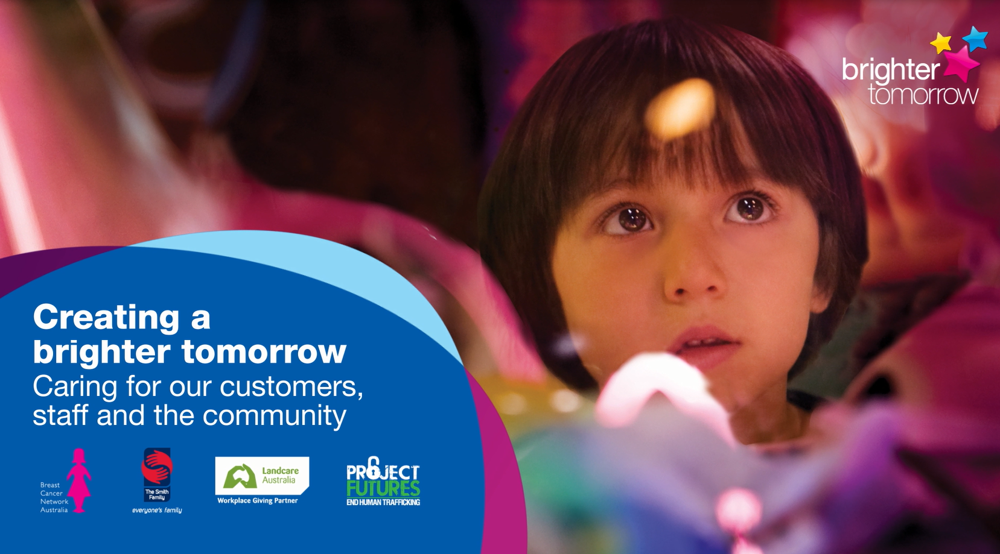 brighter
tomorrow
Creating a
brighter tomorrow
Caring for our customers,
staff and the community
Breast
Cancer
Network
Australia
The Smith
Family
everyone's family
Landcare
Australia
Workplace Giving Partner
PROJECT
FUTURES
END HUMAN TRAFFICKING